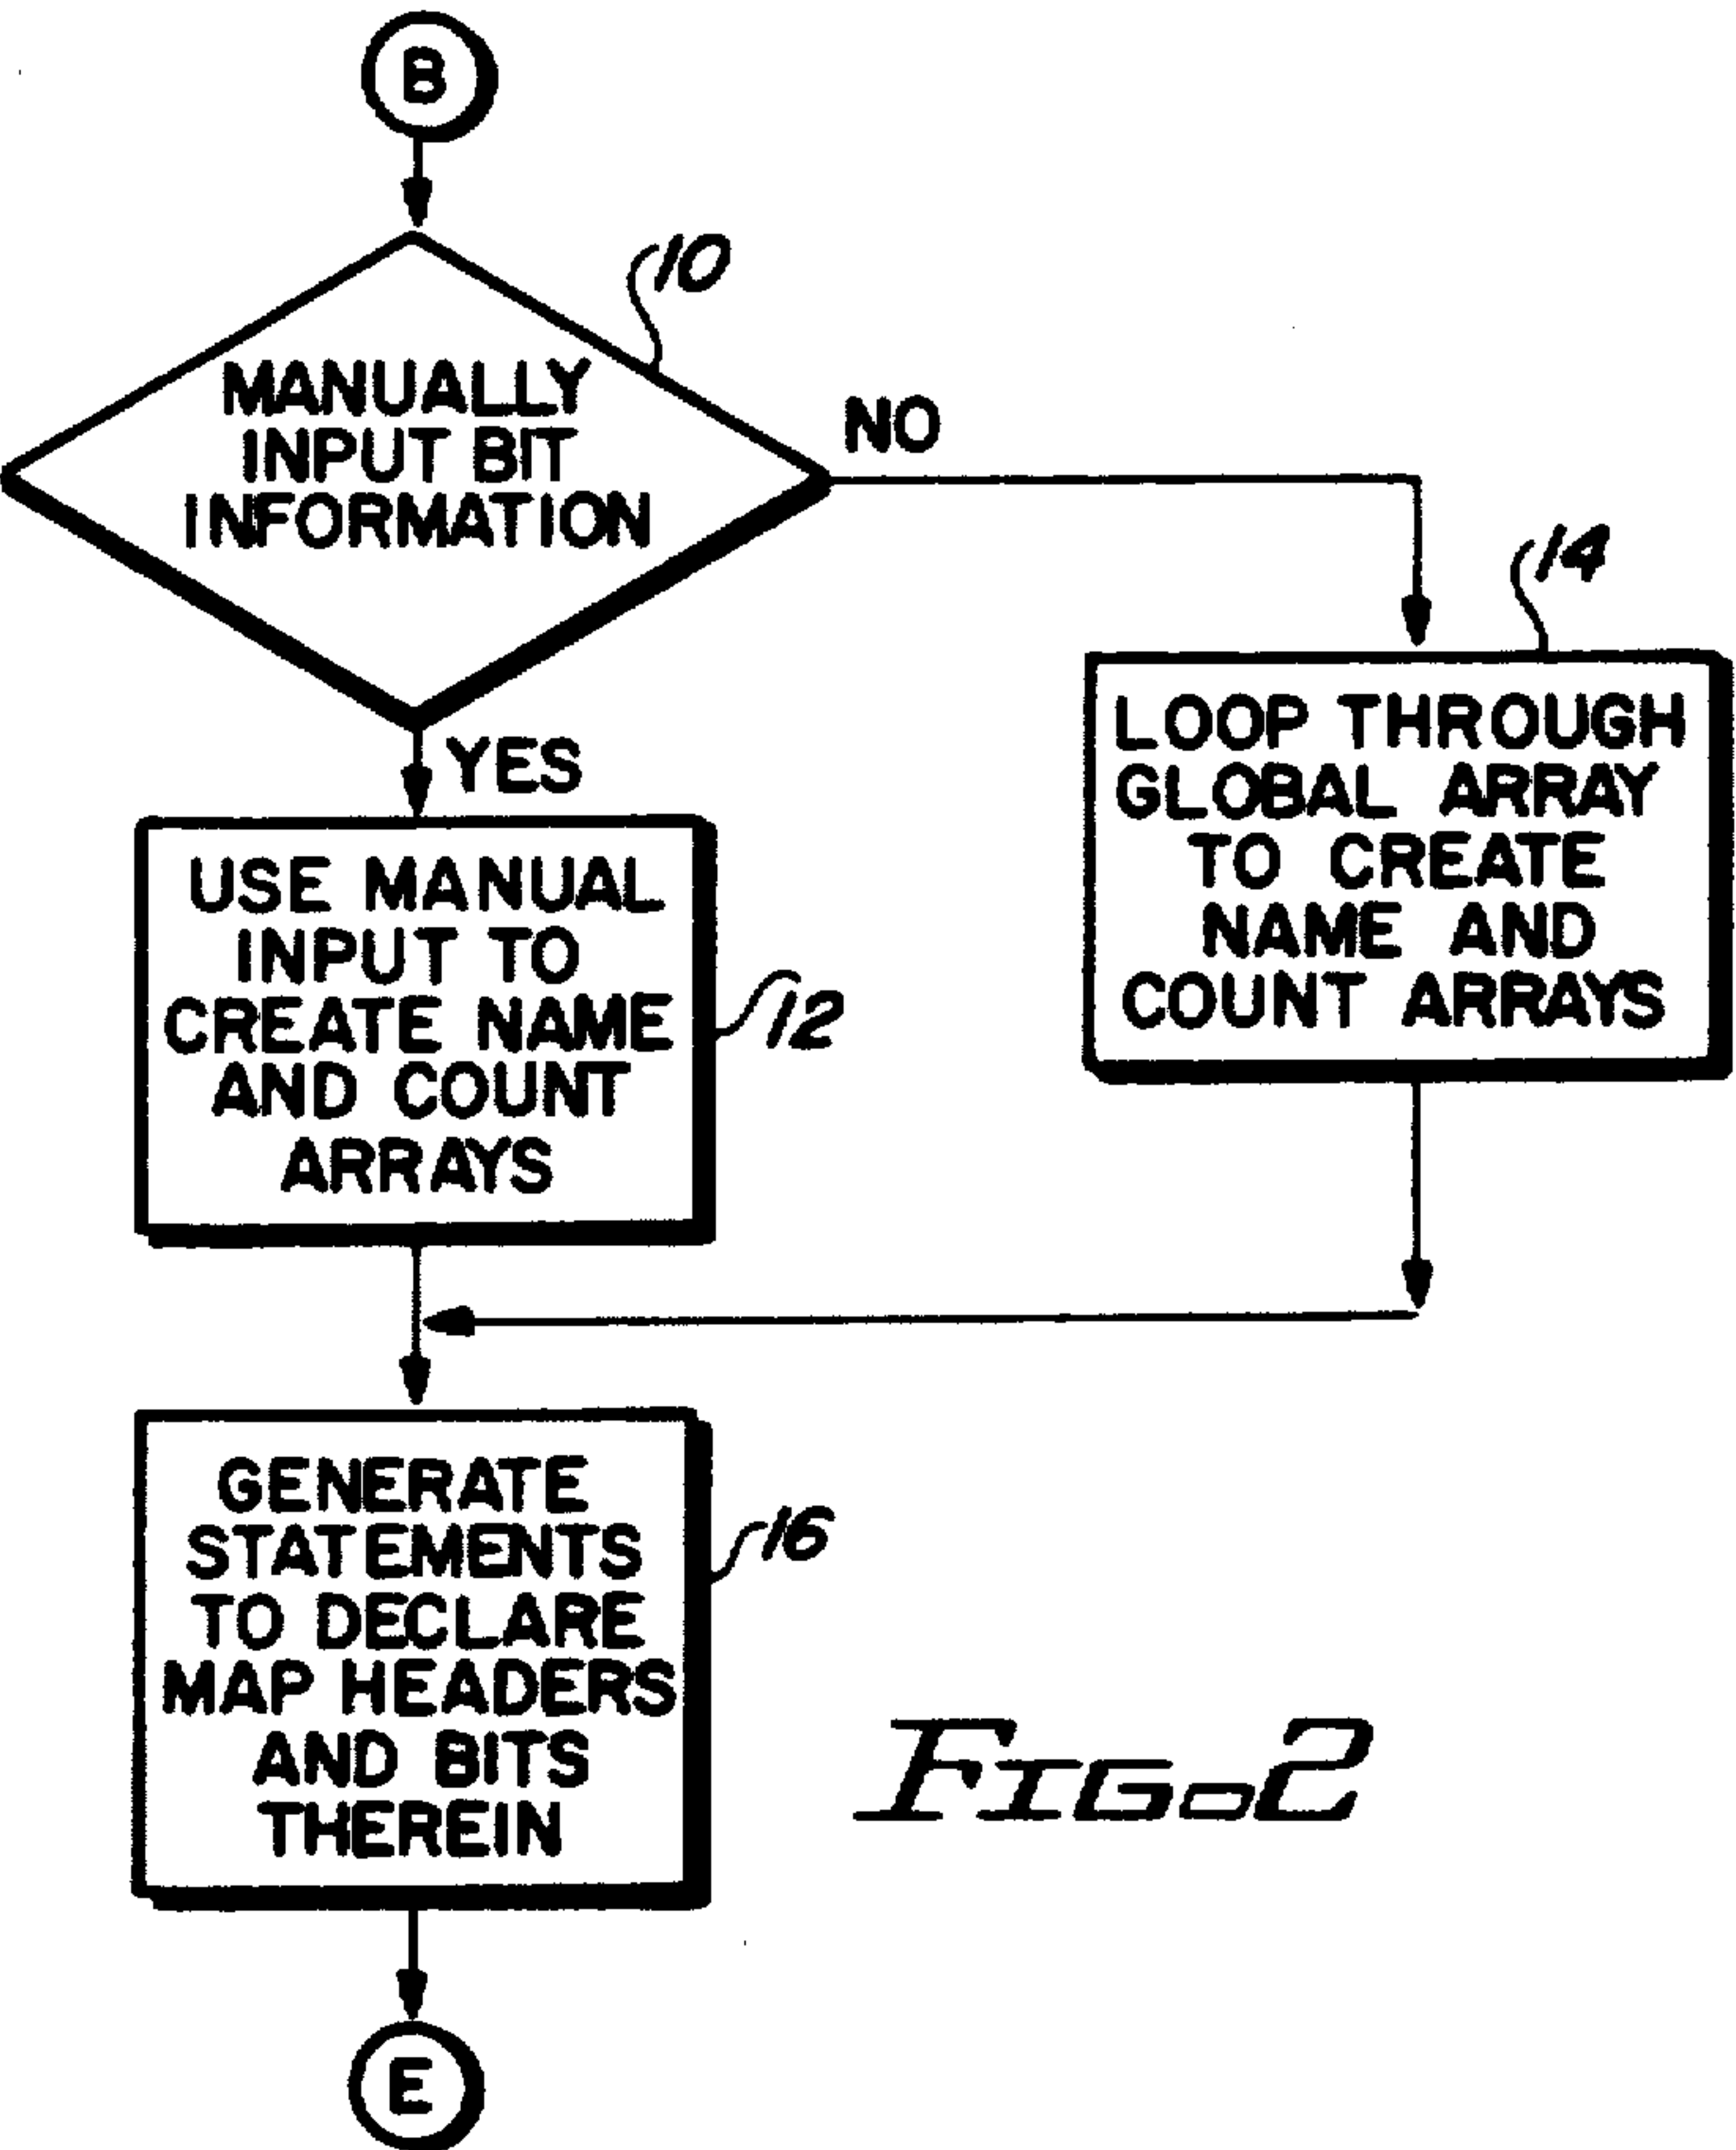 B
10
MANUALLY
INPUT BIT
INFORMATION
NO
YES
14
LOOP THROUGH
GLOBAL ARRAY
TO CREATE
NAME AND
COUNT ARRAYS
USE MANUAL
INPUT TO
CREATE NAME
AND COUNT
ARRAYS
12
GENERATE
STATEMENTS
TO DECLARE
MAP HEADERS
AND BITS
THEREIN
16
FIG. 2
E